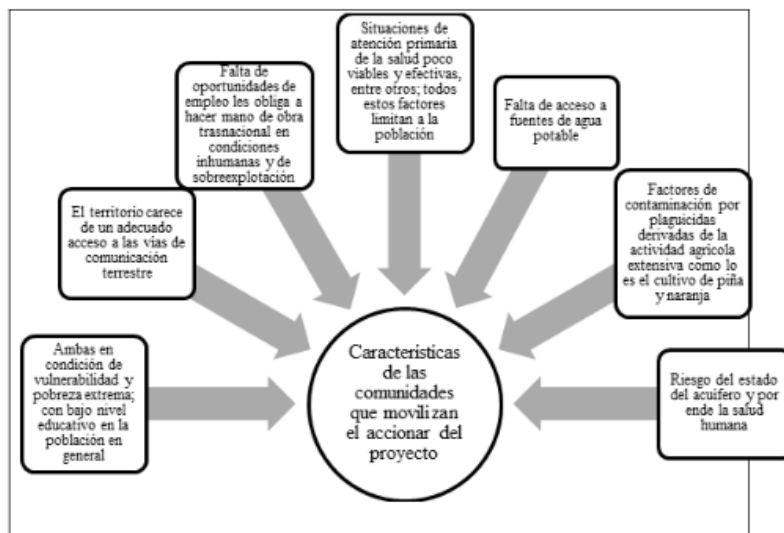 Situaciones de
atención primaria
de la salud poco
viables y efectivas,
entre otros; todos
estos factores
limitan a la
población
Falta de
oportunidades de
empleo les obliga a
hacer mano de obra
trasnacional en
condiciones
inhumanas y de
sobreexplotación
Falta de acceso a
fuentes de agua
potable
El territorio carece
de un adecuado
acceso a las vías de
comunicación
terrestre
Factores de
contaminación por
plaguicidas
derivadas de la
actividad agrícola
extensiva como lo
es el cultivo de piña
y naranja
Ambas en
condición de
vulnerabilidad y
pobreza extrema;
con bajo nivel
educativo en la
población en
general
Características
de las
comunidades
que movilizan
el accionar del
proyecto
Riesgo del estado
del acuífero y por
ende la salud
humana